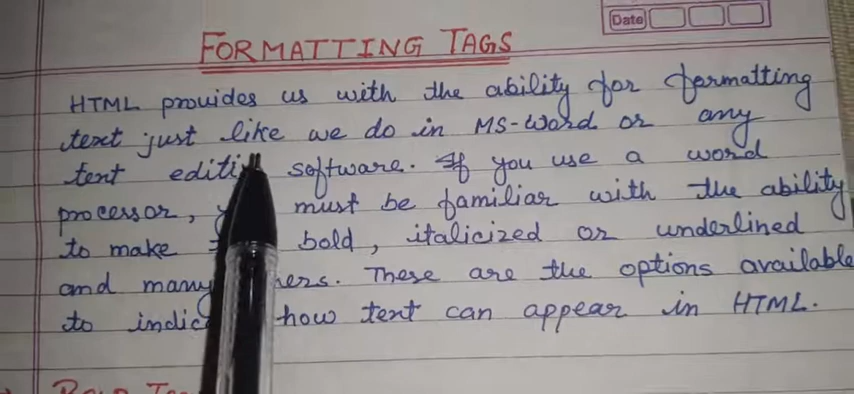 Date
FORMATTING TAGS
HTML provides us with the ability for formatting
text just like we do in MS-Word or any
text editi software. If you use a word
processor, must be familiar with the ability
to make bold, italicized or underlined
and many hers. These are the options available
to indic how text can appear in HTML.